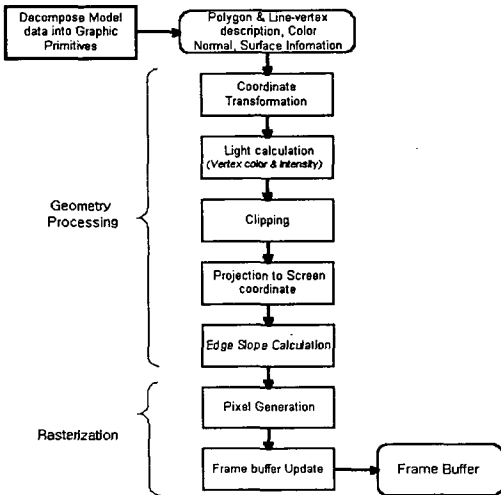 Decompose Model
data into Graphic
Primitives
Polygon & Line-vertex
description, Color
Normal, Surface Infomation
Coordinate
Transformation
Light calculation
(Vertex color & Intensity)
Clipping
Geometry
Processing
Projection to Screen
coordinate
Edge Slope Calculation
Pixel Generation
Rasterization
Frame buffer Update
Frame Buffer